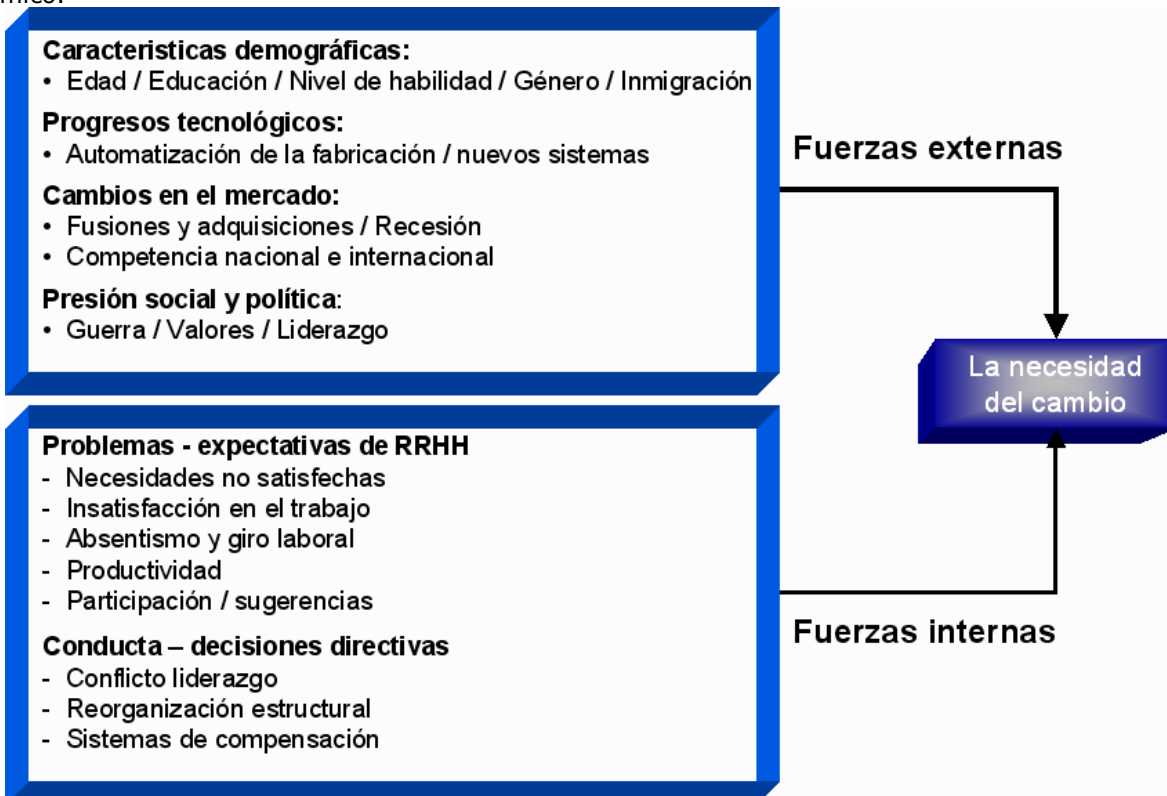 Caracteristicas demográficas:
• Edad / Educación / Nivel de habilidad / Género / Inmigración
Progresos tecnológicos:
• Automatización de la fabricación / nuevos sistemas
Cambios en el mercado:
• Fusiones y adquisiciones / Recesión
• Competencia nacional e internacional
Presión social y política:
• Guerra / Valores / Liderazgo
Fuerzas externas
La necesidad
del cambio
Problemas - expectativas de RRHH
- Necesidades no satisfechas
- Insatisfacción en el trabajo
- Absentismo y giro laboral
- Productividad
- Participación / sugerencias
Conducta – decisiones directivas
- Conflicto liderazgo
- Reorganización estructural
- Sistemas de compensación
Fuerzas internas